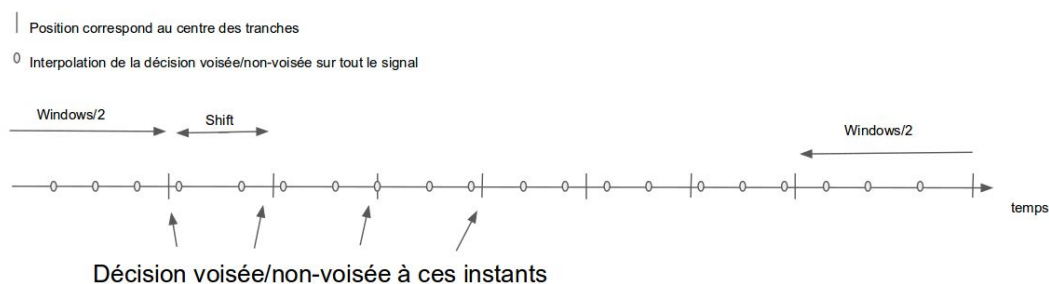 Position correspond au centre des tranches
Interpolation de la décision voisée/non-voisée sur tout le signal
Windows/2
Shift
Windows/2
temps
Décision voisée/non-voisée à ces instants